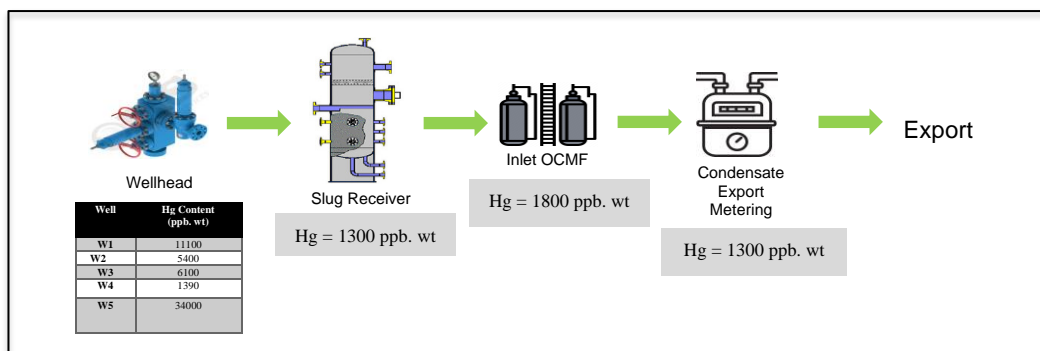 Wellhead
Well Hg Content
(ppb. wt)
W1 11100
W2 5400
W3 6100
W4 1390
W5 34000
Slug Receiver
Hg = 1300 ppb. wt
Inlet OCMF
Hg = 1800 ppb. wt
Condensate
Export
Metering
Hg = 1300 ppb. wt
Export